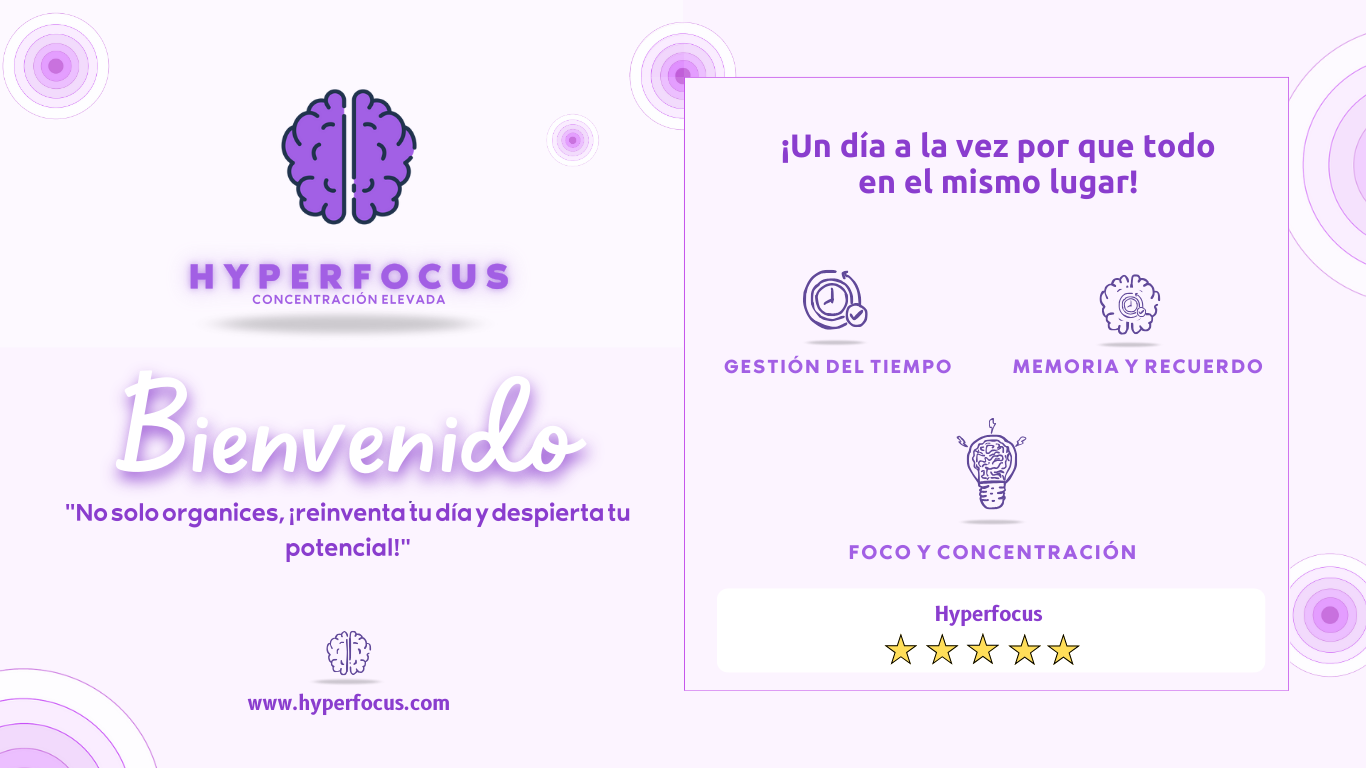 HYPERFOCUS
CONCENTRACIÓN ELEVADA
Bienvenido
"No solo organices, ¡reinventa tu día y despierta tu
potencial!"
www.hyperfocus.com
¡Un día a la vez por que todo
en el mismo lugar!
GESTIÓN DEL TIEMPO
MEMORIA Y RECUERDO
FOCO Y CONCENTRACIÓN
Hyperfocus